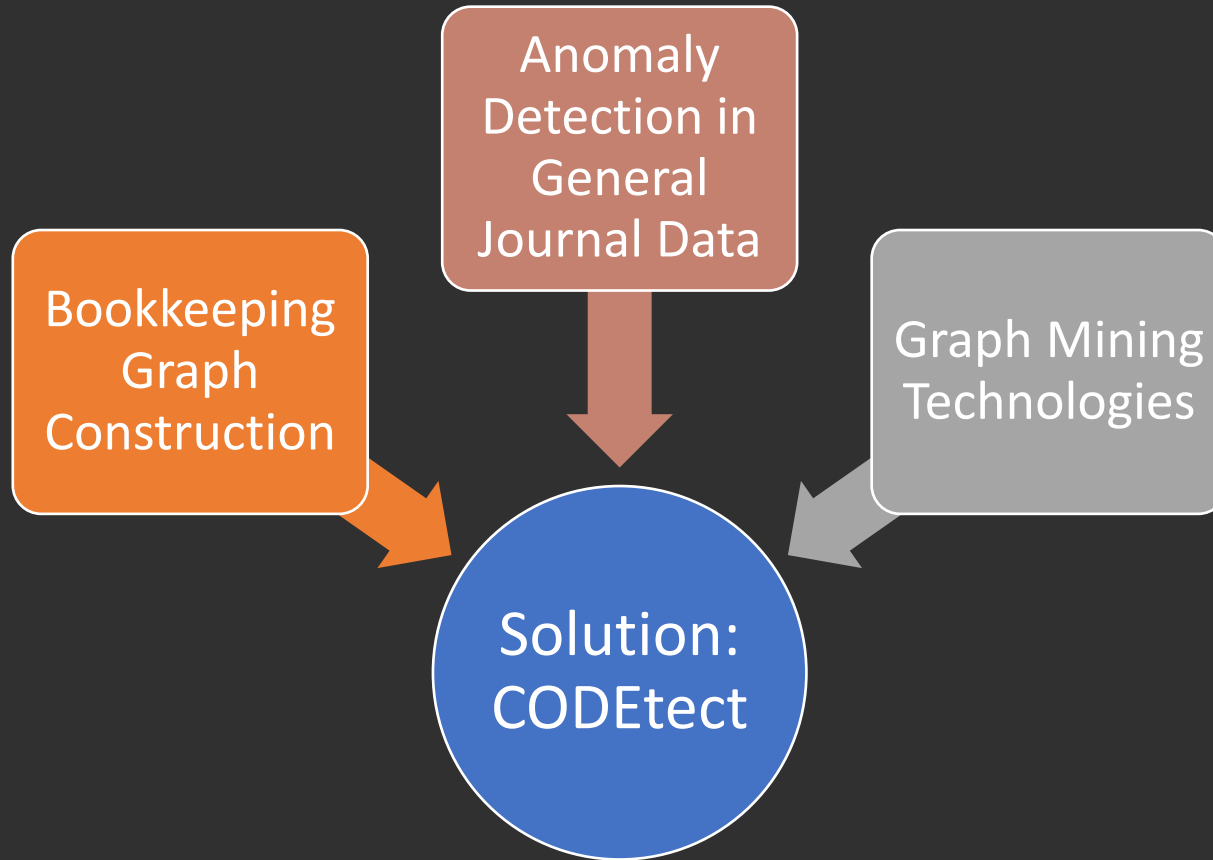 Anomaly
Detection in
General
Journal Data
Bookkeeping
Graph
Construction
Graph Mining
Technologies
Solution:
CODEtect